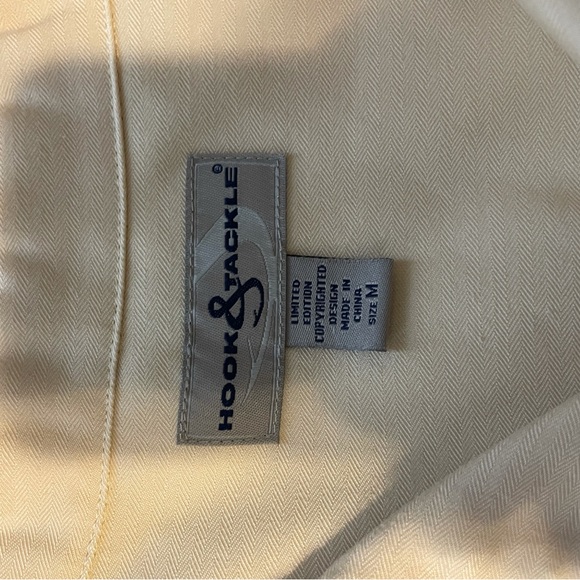 HOOK & TACKLE®
LIMITED
EDITION
COPYRIGHTED
DESIGN
MADE IN
CHINA
SIZE M